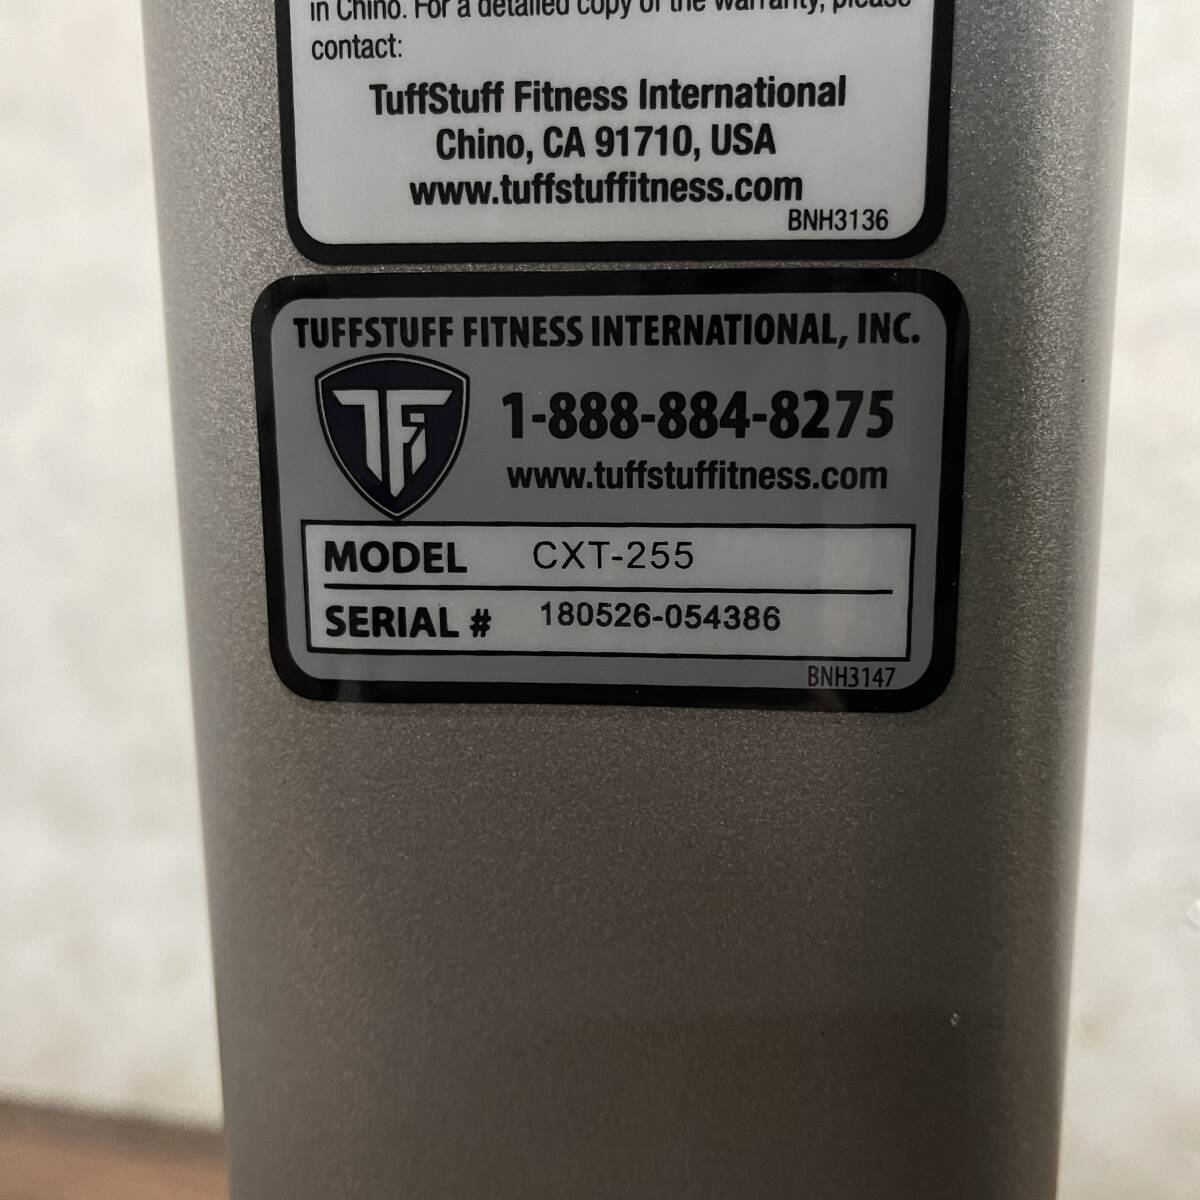 in Chino. For a detailed copy of the warranty, please
contact:
TuffStuff Fitness International
Chino, CA 91710, USA
www.tuffstuffitness.com
BNH3136
TUFFSTUFF FITNESS INTERNATIONAL, INC.
TF
1-888-884-8275
www.tuffstuffitness.com
MODEL CXT-255
SERIAL # 180526-054386
BNH3147